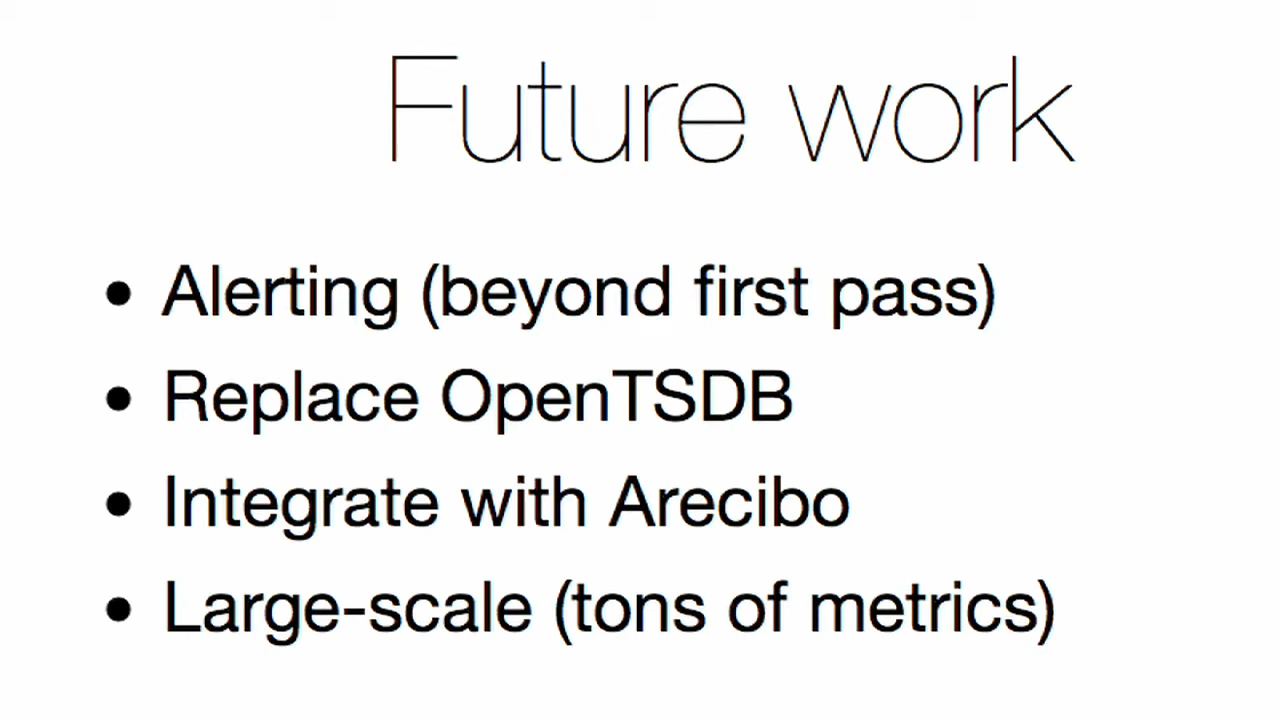 Future work
• Alerting (beyond first pass)
• Replace OpenTSDB
• Integrate with Arecibo
• Large-scale (tons of metrics)